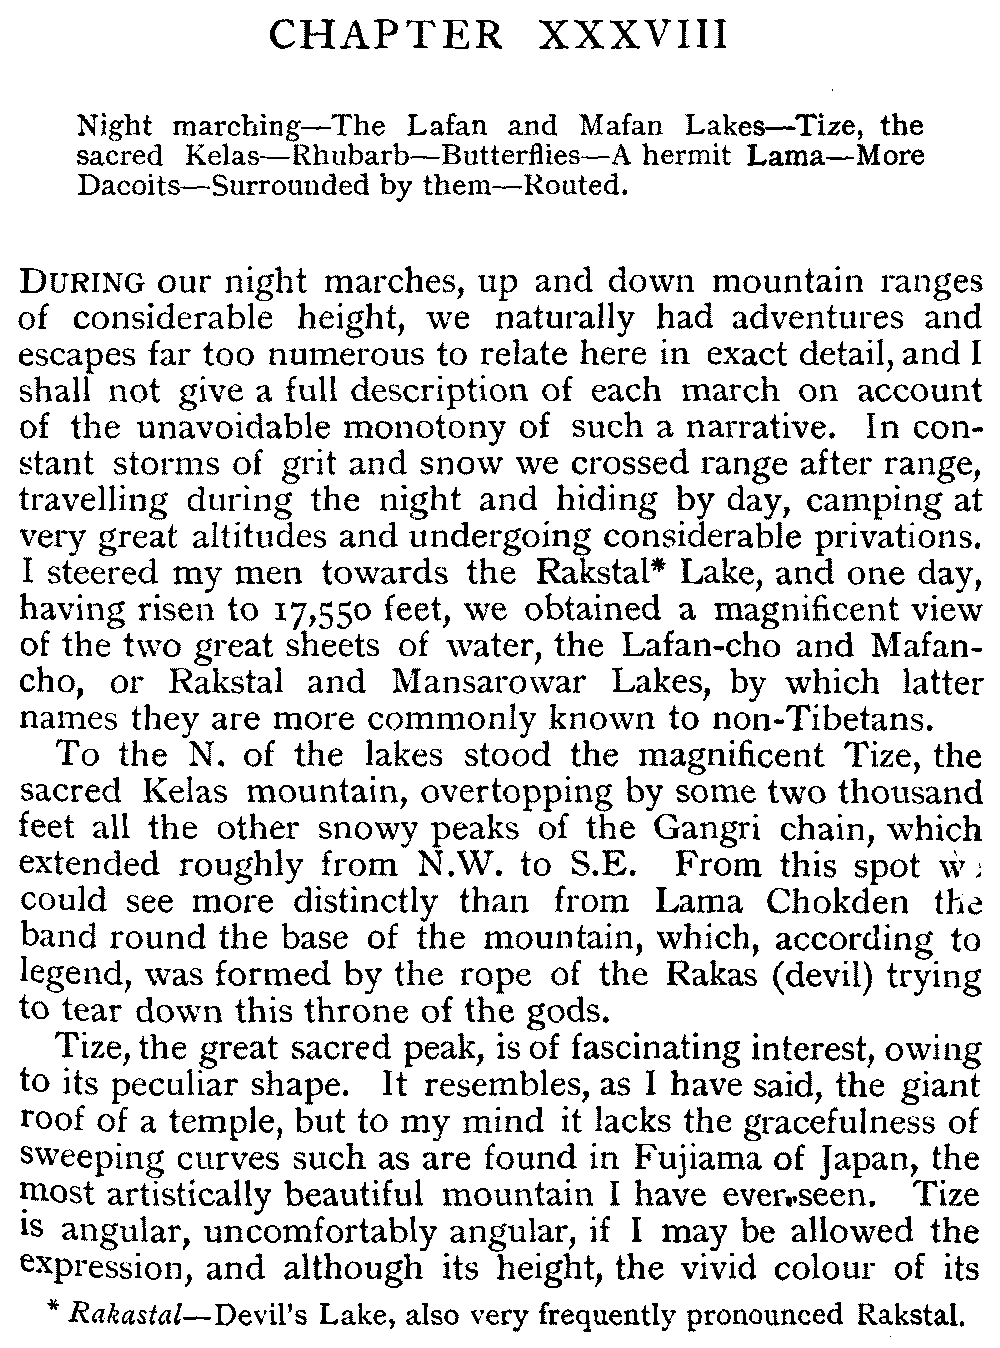 CHAPTER XXXVIII
Night marching—The Lafan and Mafan Lakes—Tize, the
sacred Kelas—Rhubarb—Butterflies—A hermit Lama—More
Dacoits—Surrounded by them—Routed.
DURING our night marches, up and down mountain ranges
of considerable height, we naturally had adventures and
escapes far too numerous to relate here in exact detail, and I
shall not give a full description of each march on account
of the unavoidable monotony of such a narrative. In con-
stant storms of grit and snow we crossed range after range,
travelling during the night and hiding by day, camping at
very great altitudes and undergoing considerable privations.
I steered my men towards the Rakstal* Lake, and one day,
having risen to 17,550 feet, we obtained a magnificent view
of the two great sheets of water, the Lafan-cho and Mafan-
cho, or Rakstal and Mansarowar Lakes, by which latter
names they are more commonly known to non-Tibetans.
To the N. of the lakes stood the magnificent Tize, the
sacred Kelas mountain, overtopping by some two thousand
feet all the other snowy peaks of the Gangri chain, which
extended roughly from N.W. to S.E. From this spot
could see more distinctly than from Lama Chokden the
band round the base of the mountain, which, according to
legend, was formed by the rope of the Rakas (devil) trying
to tear down this throne of the gods.
Tize, the great sacred peak, is of fascinating interest, owing
to its peculiar shape. It resembles, as I have said, the giant
roof of a temple, but to my mind it lacks the gracefulness of
sweeping curves such as are found in Fujiama of Japan, the
most artistically beautiful mountain I have ever seen. Tize
is angular, uncomfortably angular, if I may be allowed the
expression, and although its height, the vivid colour of its
* Rakastal—Devil's Lake, also very frequently pronounced Rakstal.